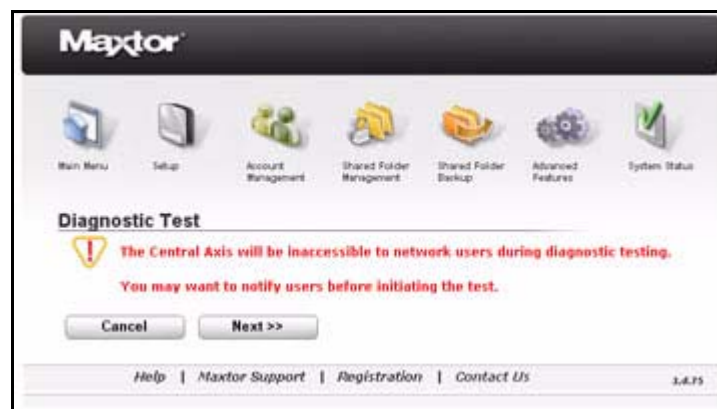 Maxtor
Main Menu
Setup
Account Management
Shared Folder Management
Shared Folder Backup
Advanced Features
System Status
Diagnostic Test
The Central Axis will be inaccessible to network users during diagnostic testing.
You may want to notify users before initiating the test.
Cancel Next >>
Help | Maxtor Support | Registration | Contact Us